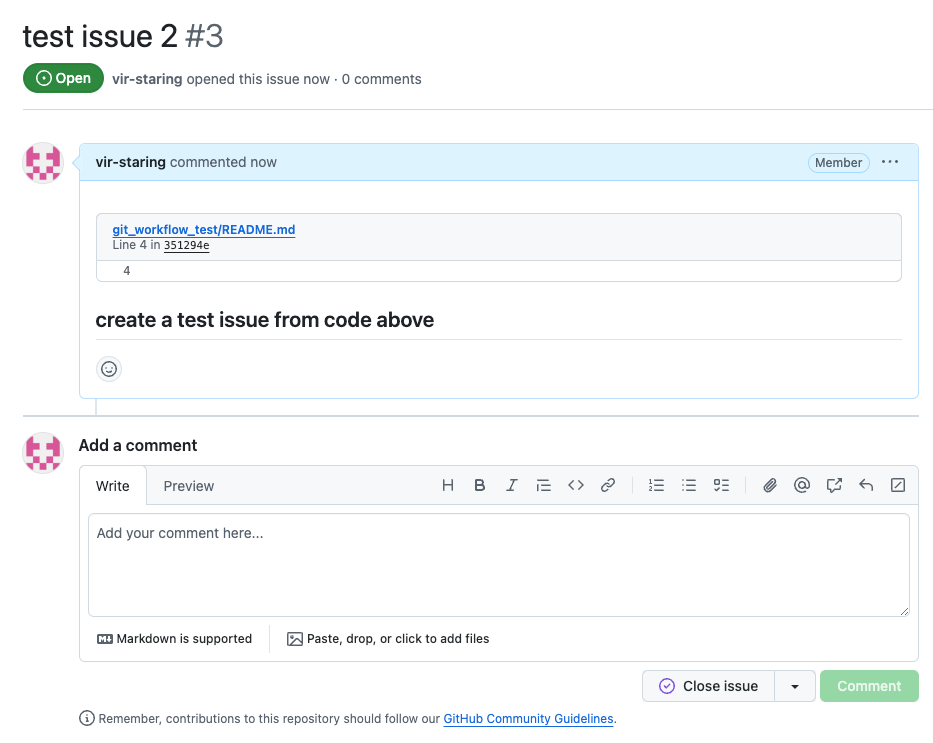 test issue 2 #3
Open vir-staring opened this issue now · 0 comments
vir-staring commented now Member
git_workflow_test/README.md
Line 4 in 351294e
4
create a test issue from code above
Add a comment
Write Preview
Add your comment here...
Markdown is supported Paste, drop, or click to add files
Close issue Comment
Remember, contributions to this repository should follow our GitHub Community Guidelines.